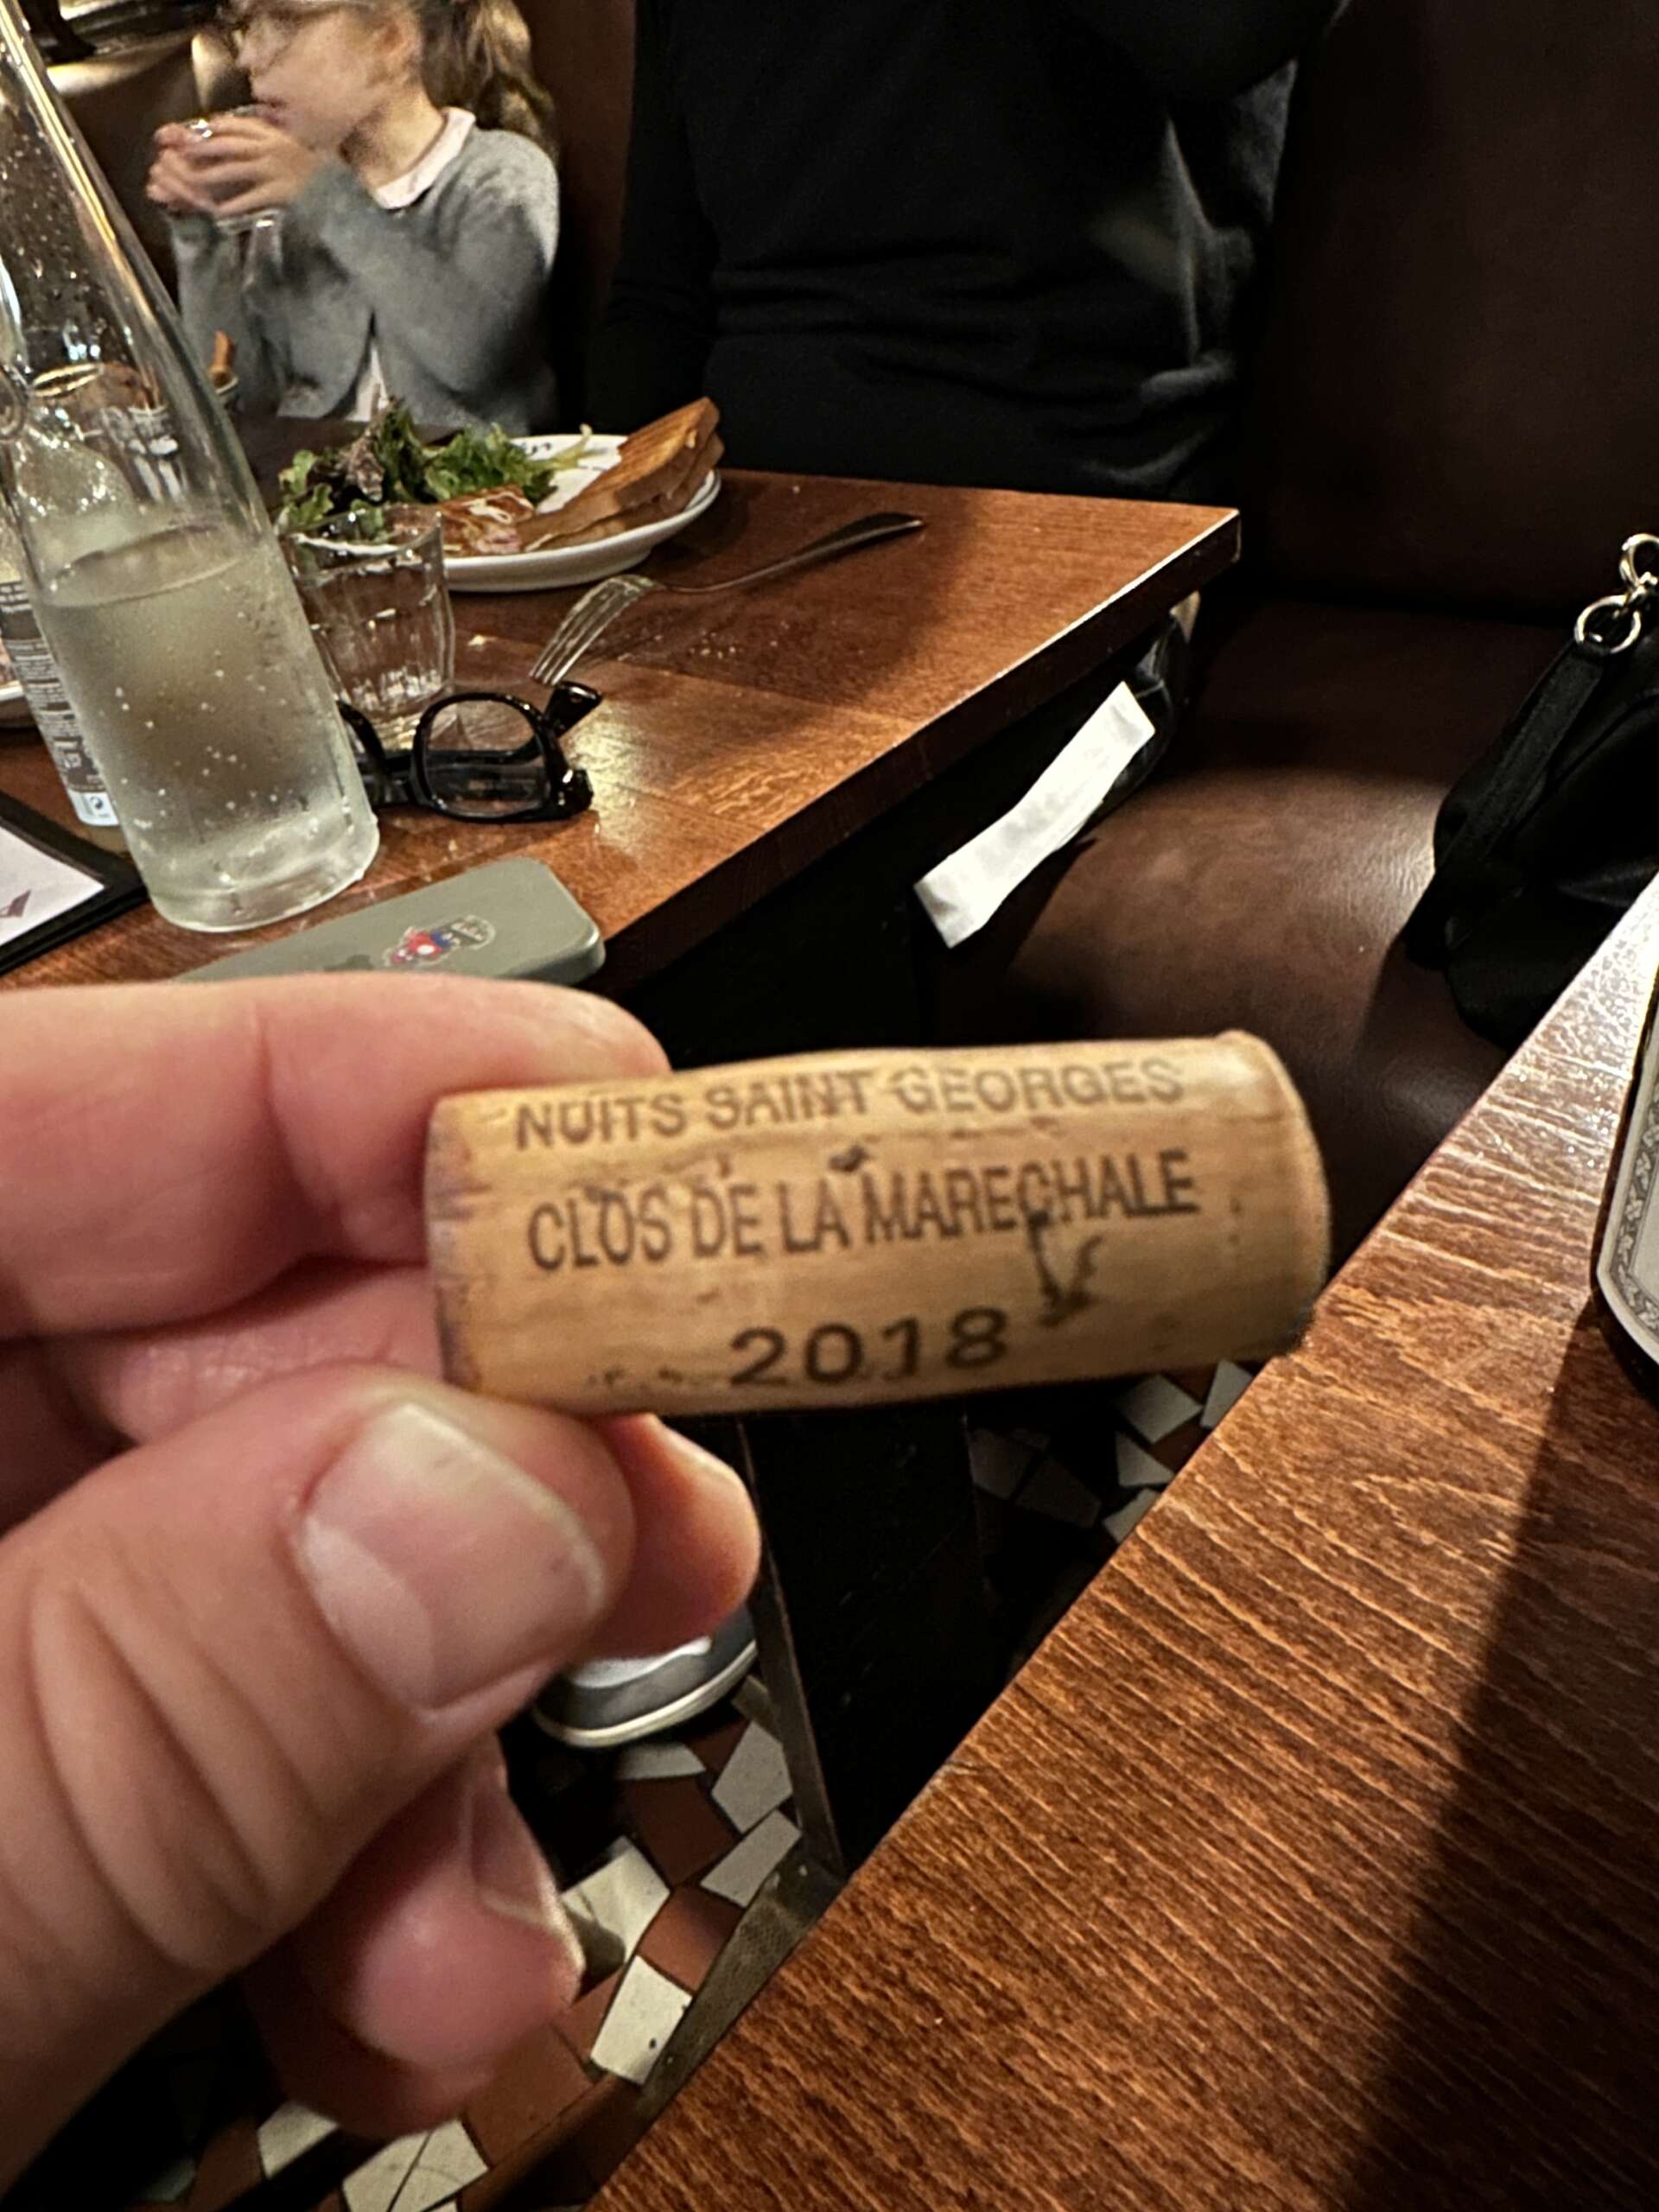 NUITS SAINT GEORGES
CLOS DE LA MARECHALE
2018